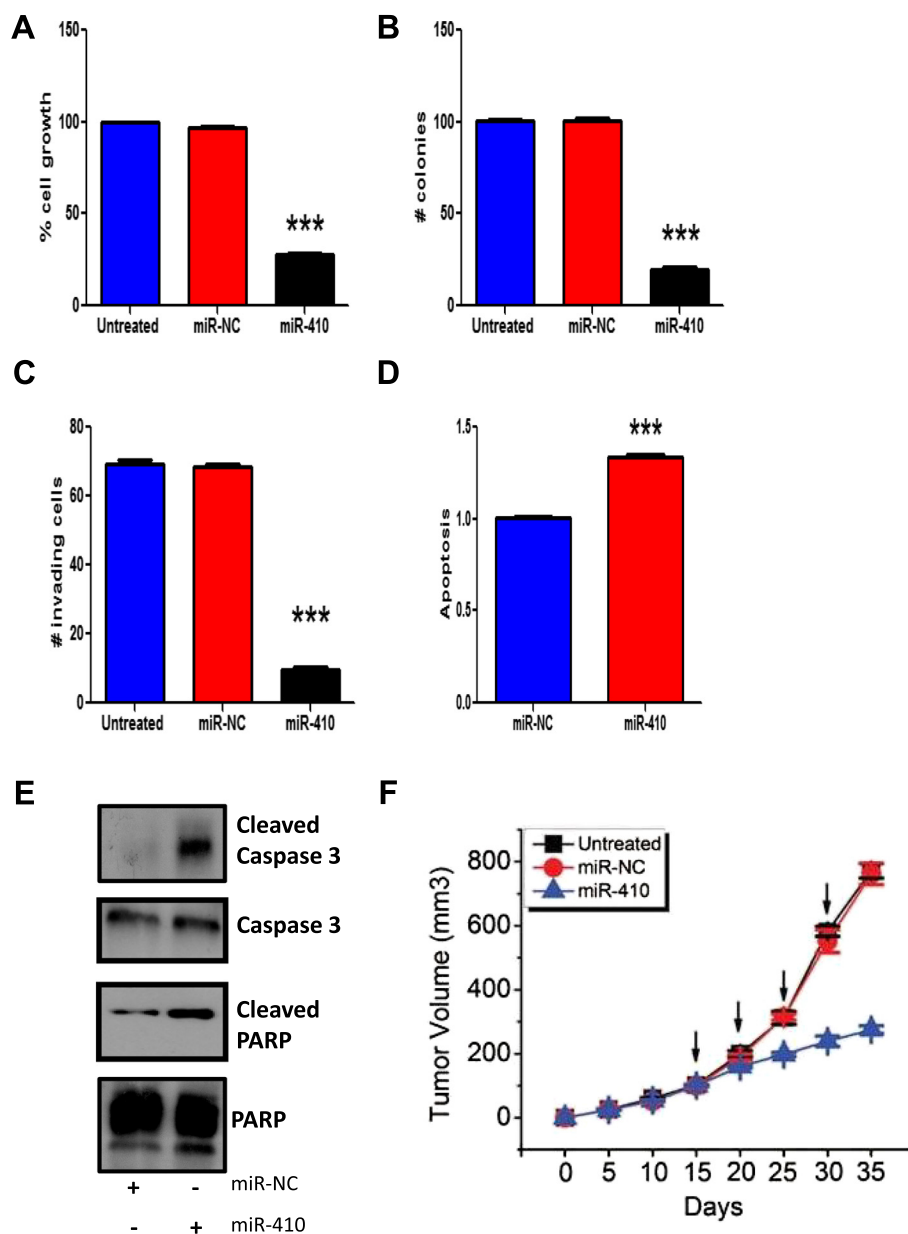 A
150
100
50
0
% cell growth
***
Untreated miR-NC miR-410
B
150
100
50
0
# colonies
***
Untreated miR-NC miR-410
C
80
60
40
20
0
# invading cells
***
Untreated miR-NC miR-410
D
1.5
1.0
0.5
0.0
Apoptosis
***
miR-NC miR-410
E
Cleaved
Caspase 3
Caspase 3
Cleaved
PARP
PARP
+ - miR-NC
- + miR-410
F
Untreated
miR-NC
miR-410
800
600
400
200
0
Tumor Volume (mm3)
0 5 10 15 20 25 30 35
Days